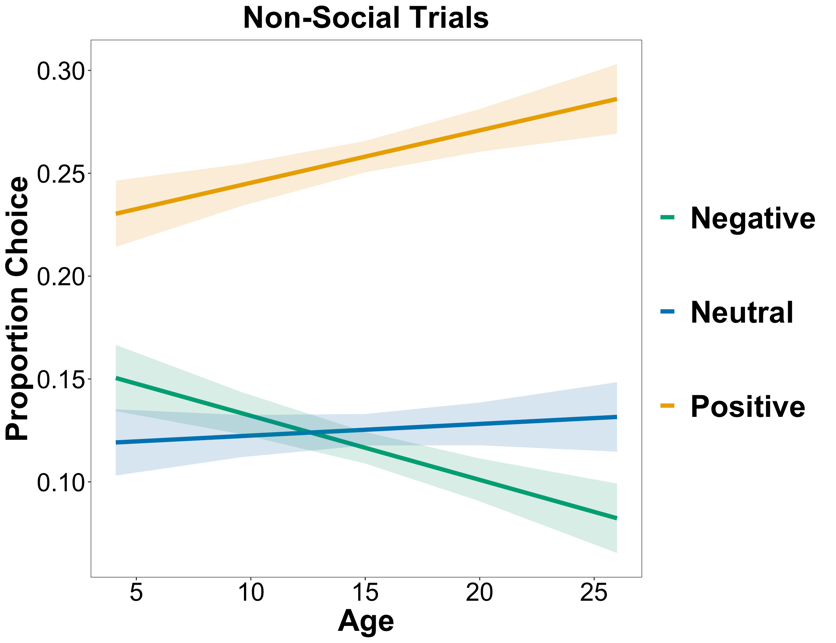 Non-Social Trials
Proportion Choice
0.30
0.25
0.20
0.15
0.10
5 10 15 20 25
Age
Negative
Neutral
Positive